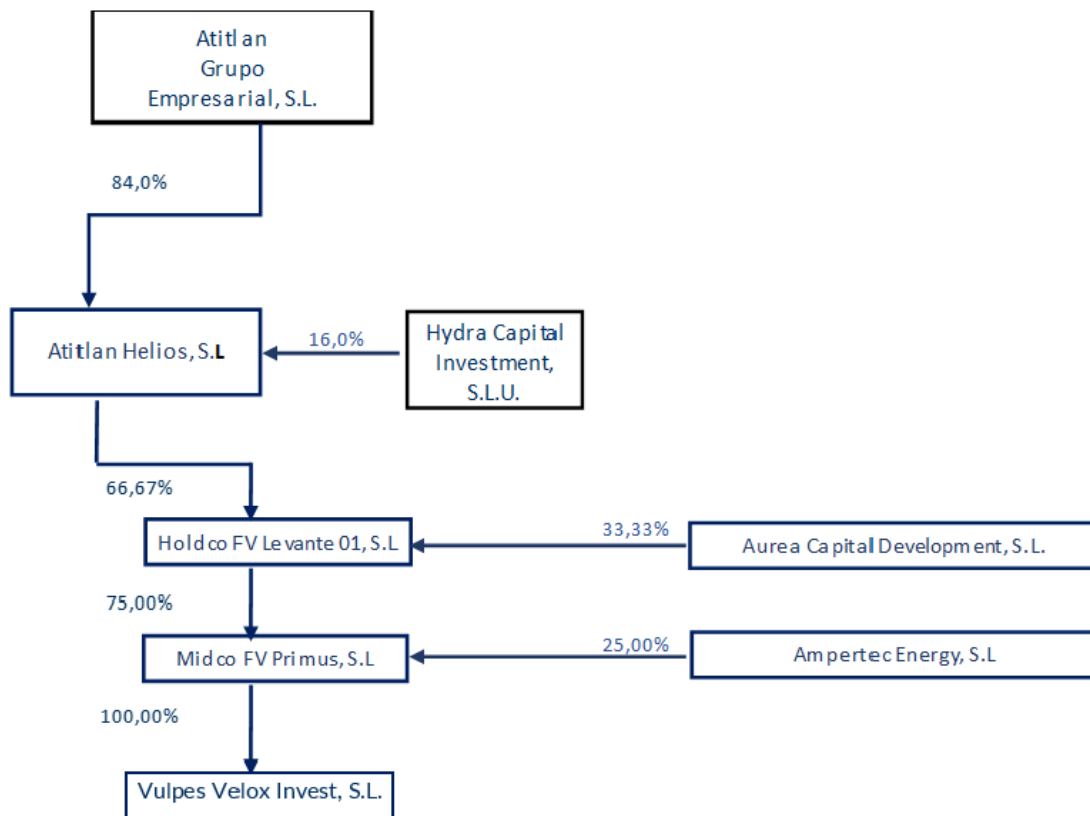 Atitlan
Grupo
Empresarial, S.L.
84,0%
Atitlan Helios, S.L
16,0%
Hydra Capital
Investment,
S.L.U.
66,67%
Holdco FV Levante 01, S.L
33,33%
Aurea Capital Development, S.L.
75,00%
Midco FV Primus, S.L
25,00%
Ampertec Energy, S.L
100,00%
Vulpes Velox Invest, S.L.